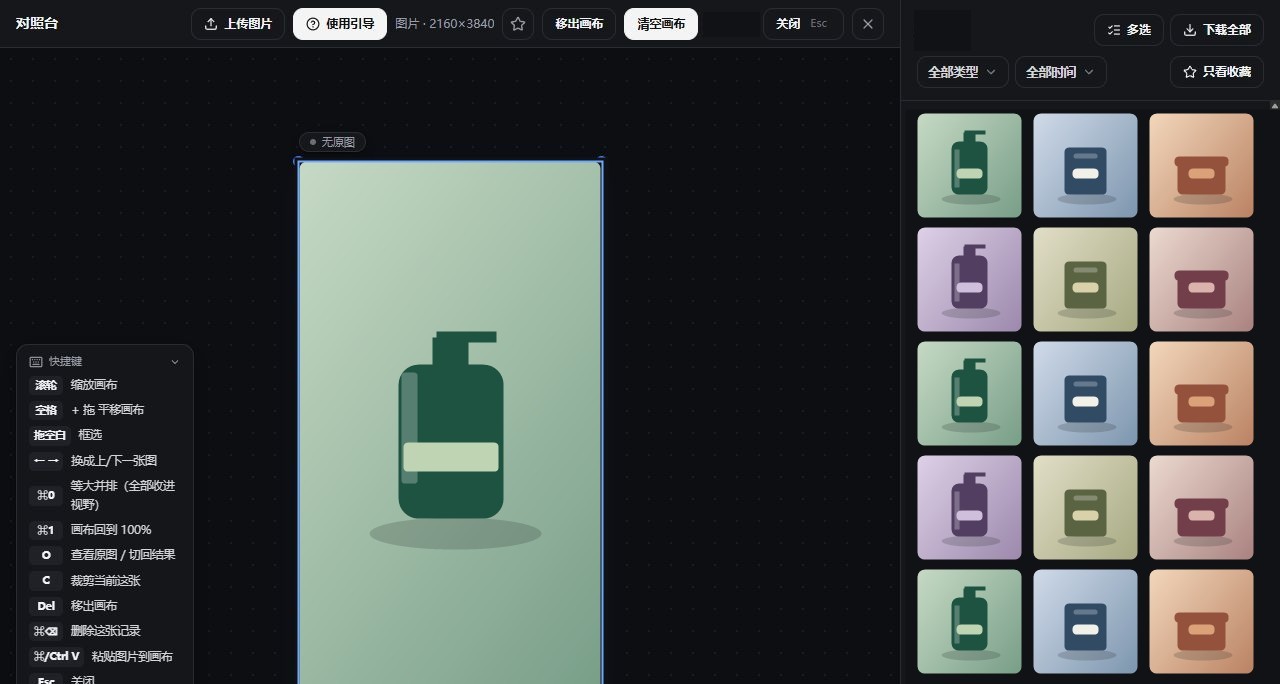 对照台
上传图片
使用引导
图片 · 2160×3840
移出画布
清空画布
关闭 Esc
多选
下载全部
全部类型
全部时间
只看收藏
无原图
快捷键
滚轮 缩放画布
空格 + 拖 平移画布
拖空白 框选
←→ 换成上/下一张图
⌘0 等大并排（全部收进
视野）
⌘1 画布回到 100%
O 查看原图 / 切回结果
C 裁剪当前这张
Del 移出画布
⌘⌫ 删除这张记录
⌘/Ctrl V 粘贴图片到画布
Esc 关闭